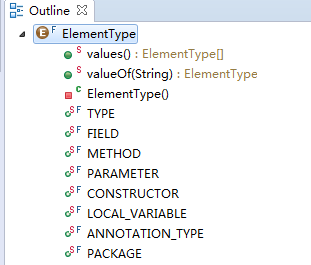 Outline
E F ElementType
S values() : ElementType[]
S valueOf(String) : ElementType
C ElementType()
S F TYPE
S F FIELD
S F METHOD
S F PARAMETER
S F CONSTRUCTOR
S F LOCAL_VARIABLE
S F ANNOTATION_TYPE
S F PACKAGE